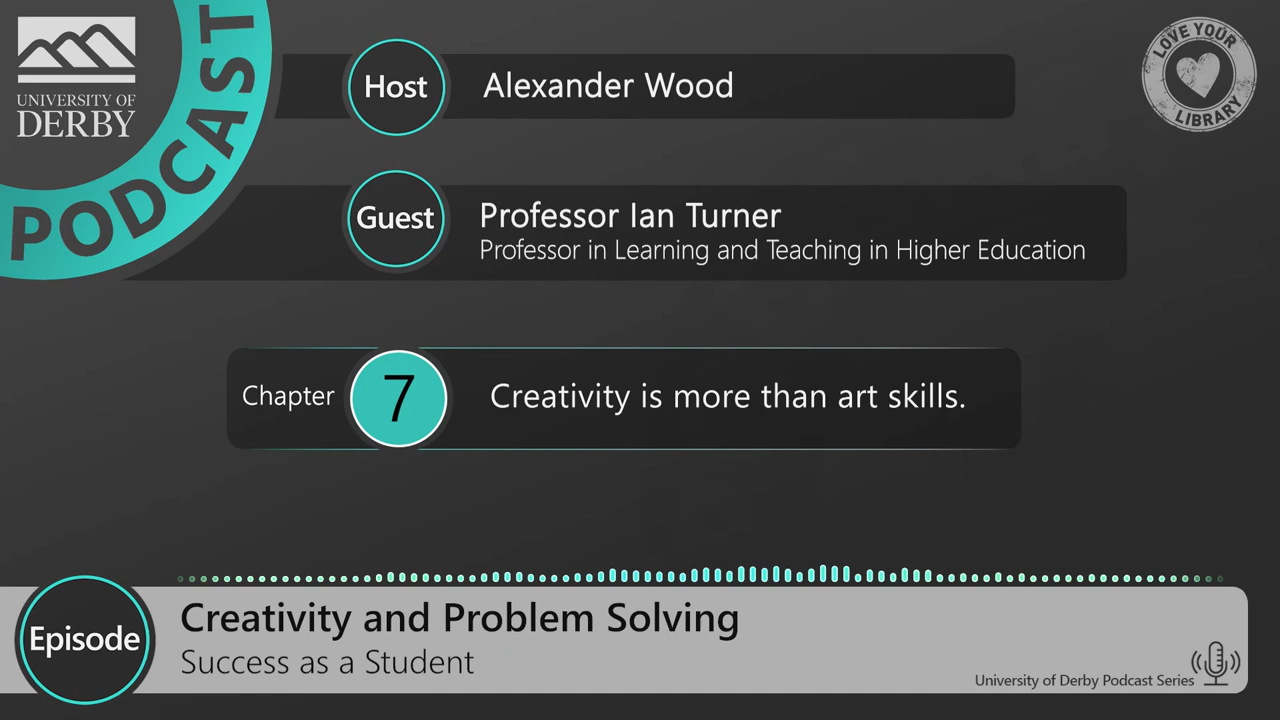 UNIVERSITY OF
DERBY
PODCAST
Host
Alexander Wood
LOVE YOUR
LIBRARY
Guest
Professor Ian Turner
Professor in Learning and Teaching in Higher Education
Chapter
7
Creativity is more than art skills.
Episode
Creativity and Problem Solving
Success as a Student
University of Derby Podcast Series